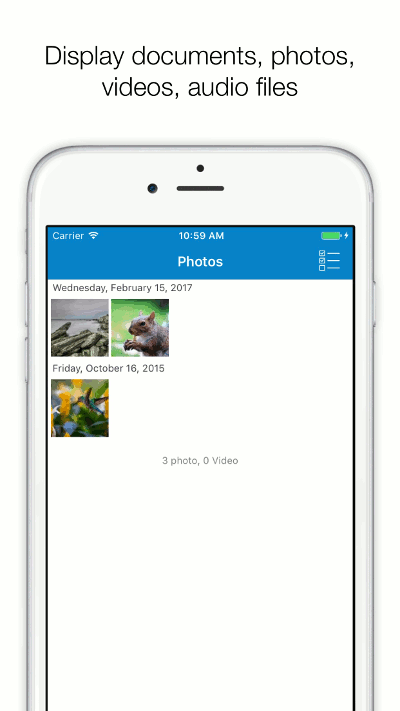 Display documents, photos,
videos, audio files
Carrier 10:59 AM
Photos
Wednesday, February 15, 2017
Friday, October 16, 2015
3 photo, 0 Video